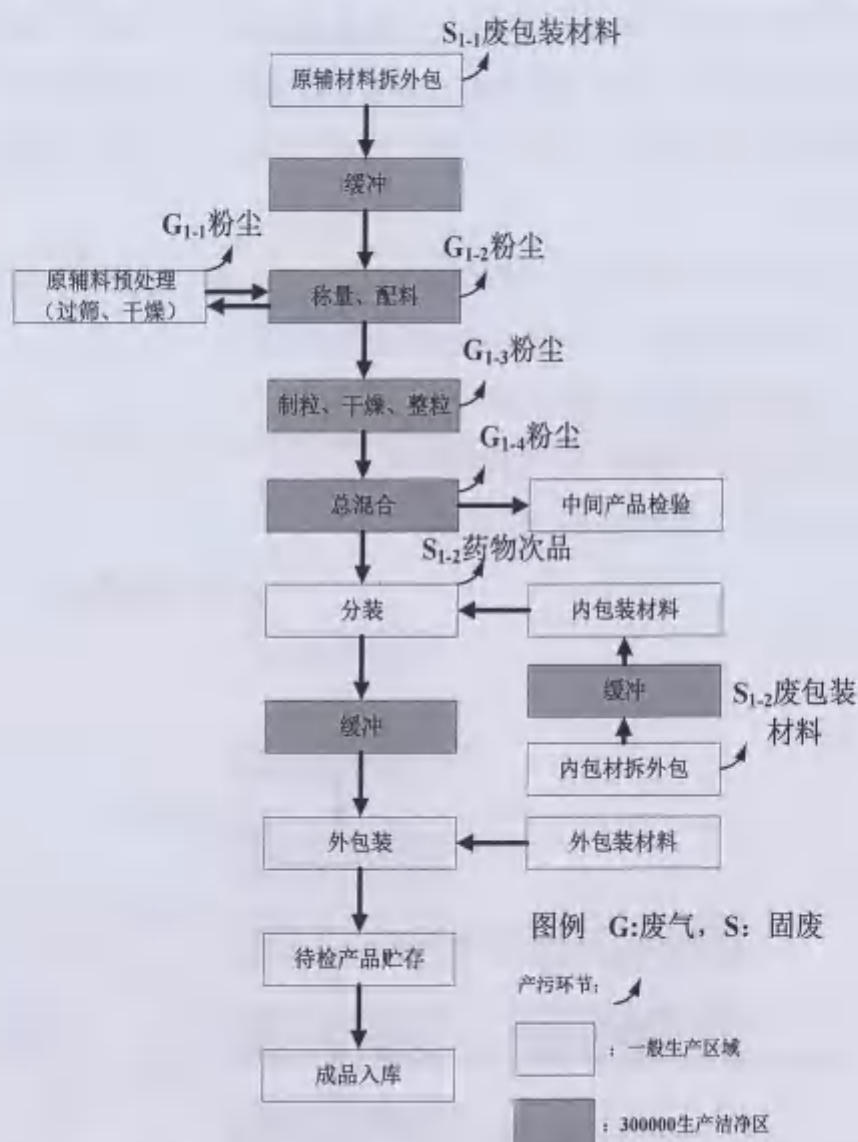 S1-1废包装材料
原辅材料拆外包
缓冲
G1-1粉尘
G1-2粉尘
原辅料预处理
（过筛、干燥）
称量、配料
G1-3粉尘
制粒、干燥、整粒
G1-4粉尘
总混合
中间产品检验
S1-2药物次品
分装
内包装材料
缓冲
S1-2废包装
材料
缓冲
内包材拆外包
外包装
外包装材料
图例 G:废气，S：固废
待检产品贮存
产污环节：
：一般生产区域
成品入库
：300000生产洁净区